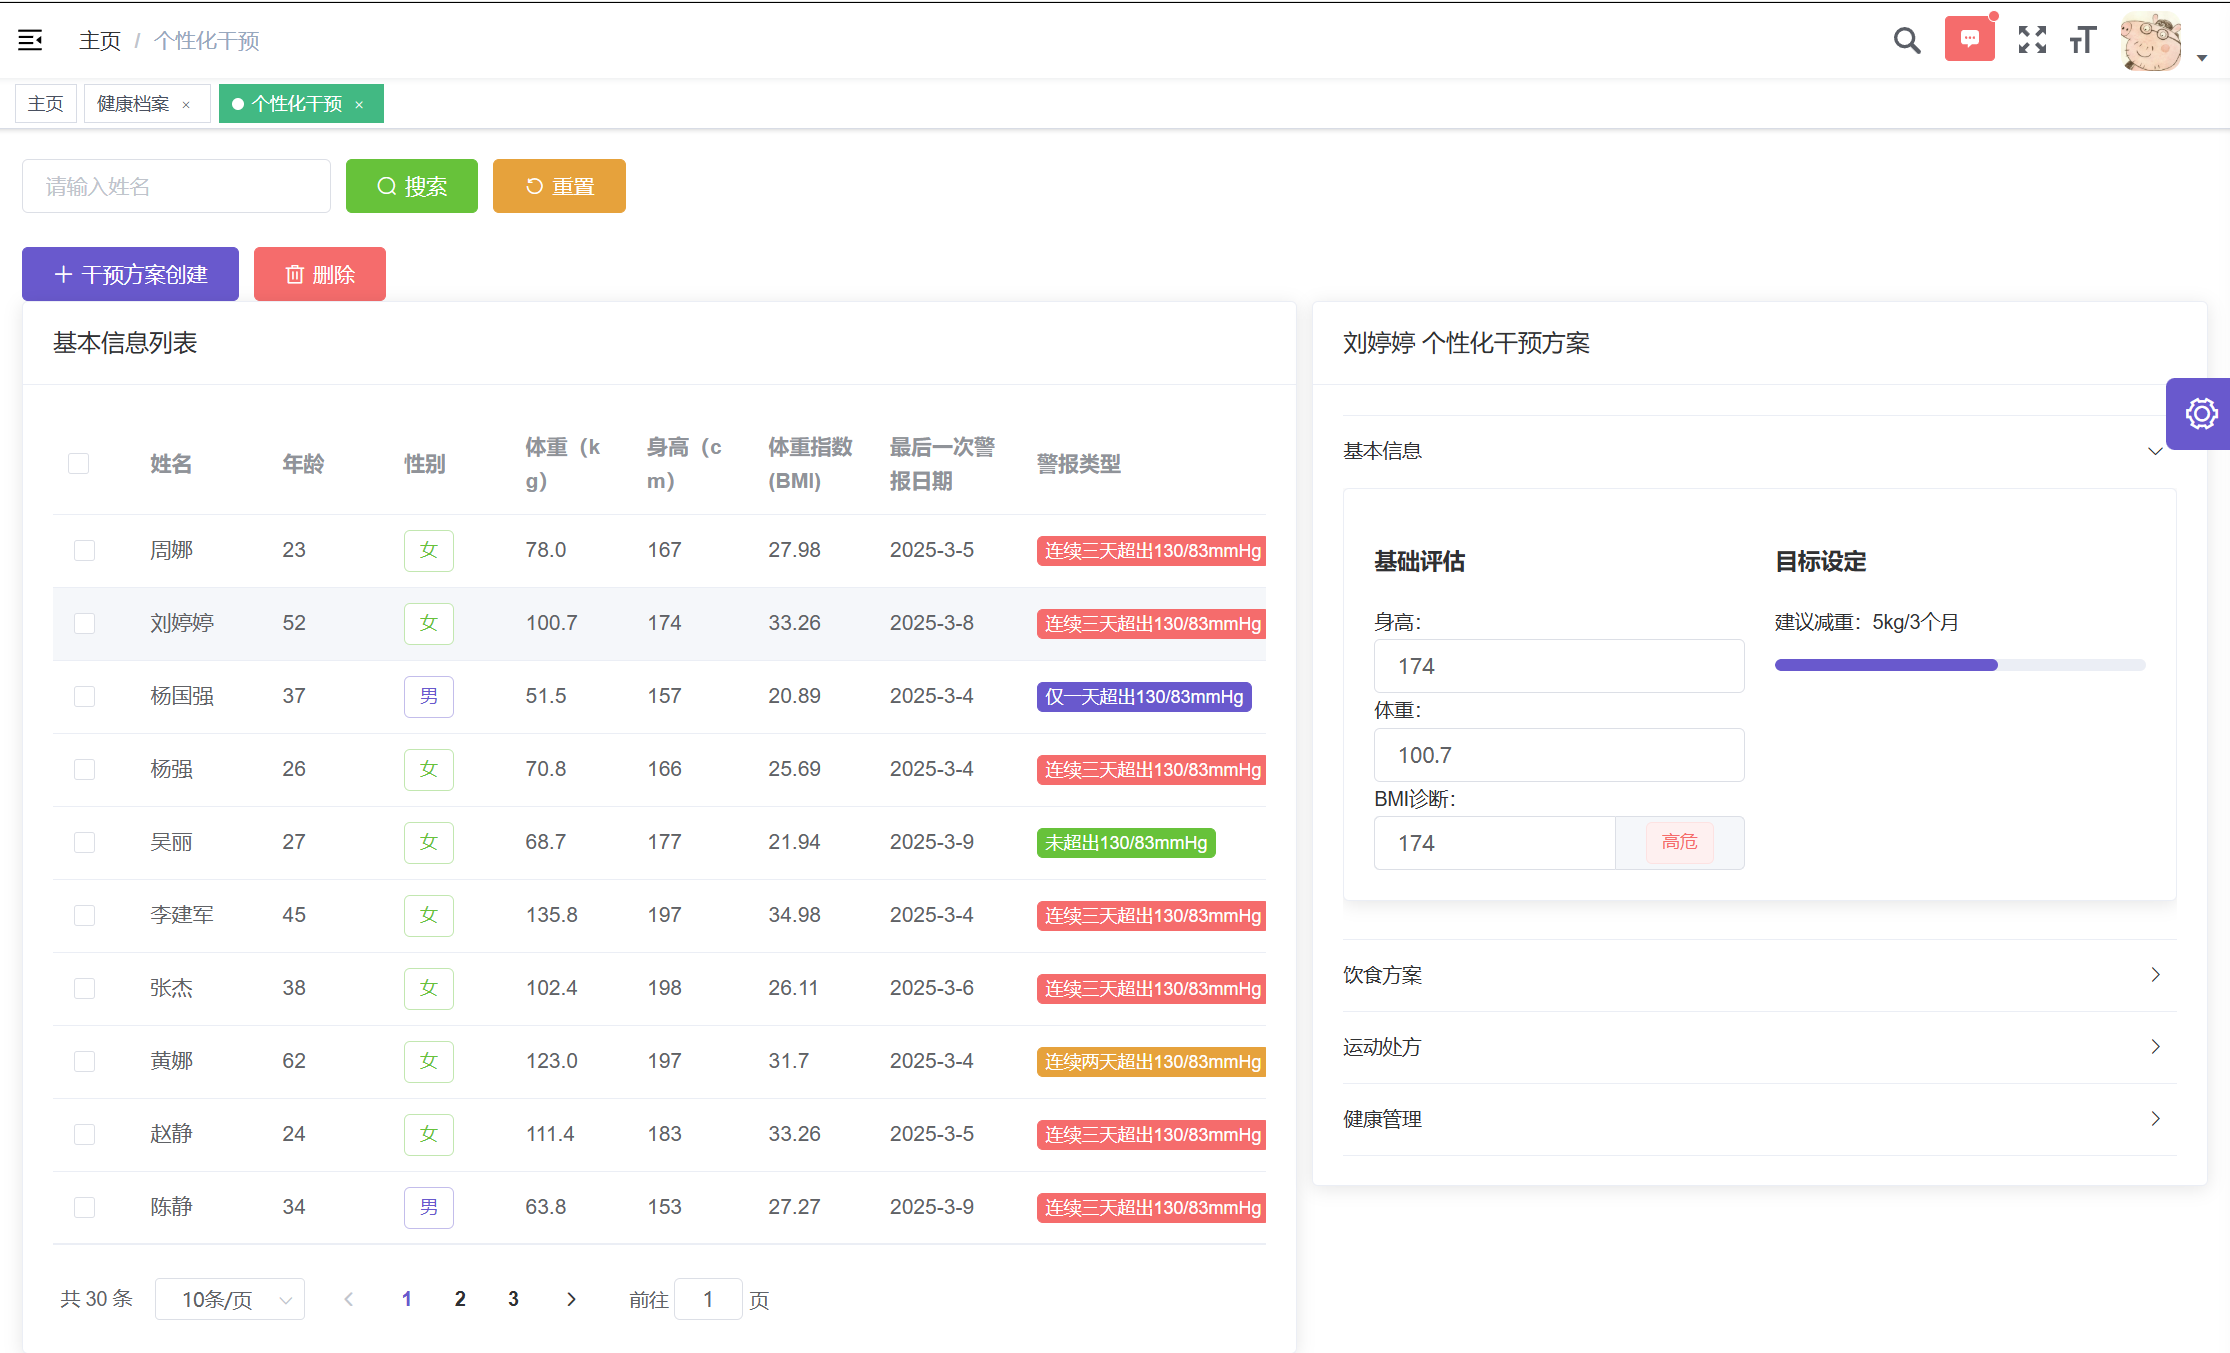 主页 / 个性化干预
主页 健康档案 × 个性化干预 ×
请输入姓名 搜索 重置
干预方案创建 删除
基本信息列表
姓名 年龄 性别 体重（kg） 身高（cm） 体重指数(BMI) 最后一次警报日期 警报类型
周娜 23 女 78.0 167 27.98 2025-3-5 连续三天超出130/83mmHg
刘婷婷 52 女 100.7 174 33.26 2025-3-8 连续三天超出130/83mmHg
杨国强 37 男 51.5 157 20.89 2025-3-4 仅一天超出130/83mmHg
杨强 26 女 70.8 166 25.69 2025-3-4 连续三天超出130/83mmHg
吴丽 27 女 68.7 177 21.94 2025-3-9 未超出130/83mmHg
李建军 45 女 135.8 197 34.98 2025-3-4 连续三天超出130/83mmHg
张杰 38 女 102.4 198 26.11 2025-3-6 连续三天超出130/83mmHg
黄娜 62 女 123.0 197 31.7 2025-3-4 连续两天超出130/83mmHg
赵静 24 女 111.4 183 33.26 2025-3-5 连续三天超出130/83mmHg
陈静 34 男 63.8 153 27.27 2025-3-9 连续三天超出130/83mmHg
共 30 条 10条/页 1 2 3 前往 1 页
刘婷婷 个性化干预方案
基本信息
基础评估
身高：
174
体重：
100.7
BMI诊断：
174 高危
目标设定
建议减重：5kg/3个月
饮食方案
运动处方
健康管理